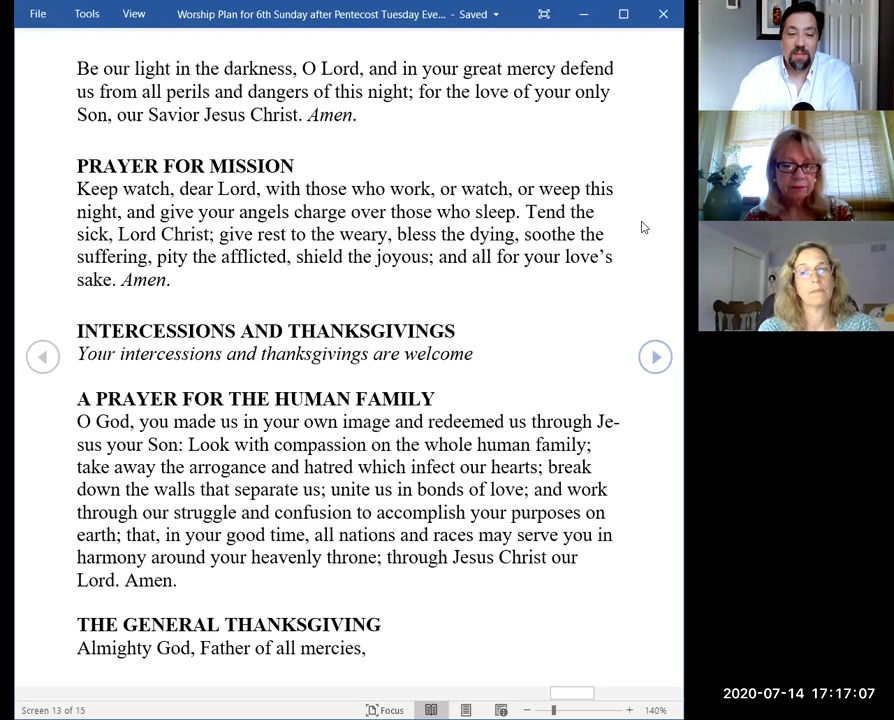 File Tools View Worship Plan for 6th Sunday after Pentecost Tuesday Eve... - Saved
Be our light in the darkness, O Lord, and in your great mercy defend
us from all perils and dangers of this night; for the love of your only
Son, our Savior Jesus Christ. Amen.
PRAYER FOR MISSION
Keep watch, dear Lord, with those who work, or watch, or weep this
night, and give your angels charge over those who sleep. Tend the
sick, Lord Christ; give rest to the weary, bless the dying, soothe the
suffering, pity the afflicted, shield the joyous; and all for your love’s
sake. Amen.
INTERCESSIONS AND THANKSGIVINGS
Your intercessions and thanksgivings are welcome
A PRAYER FOR THE HUMAN FAMILY
O God, you made us in your own image and redeemed us through Je-
sus your Son: Look with compassion on the whole human family;
take away the arrogance and hatred which infect our hearts; break
down the walls that separate us; unite us in bonds of love; and work
through our struggle and confusion to accomplish your purposes on
earth; that, in your good time, all nations and races may serve you in
harmony around your heavenly throne; through Jesus Christ our
Lord. Amen.
THE GENERAL THANKSGIVING
Almighty God, Father of all mercies,
Screen 13 of 15 Focus 140%
2020-07-14 17:17:07